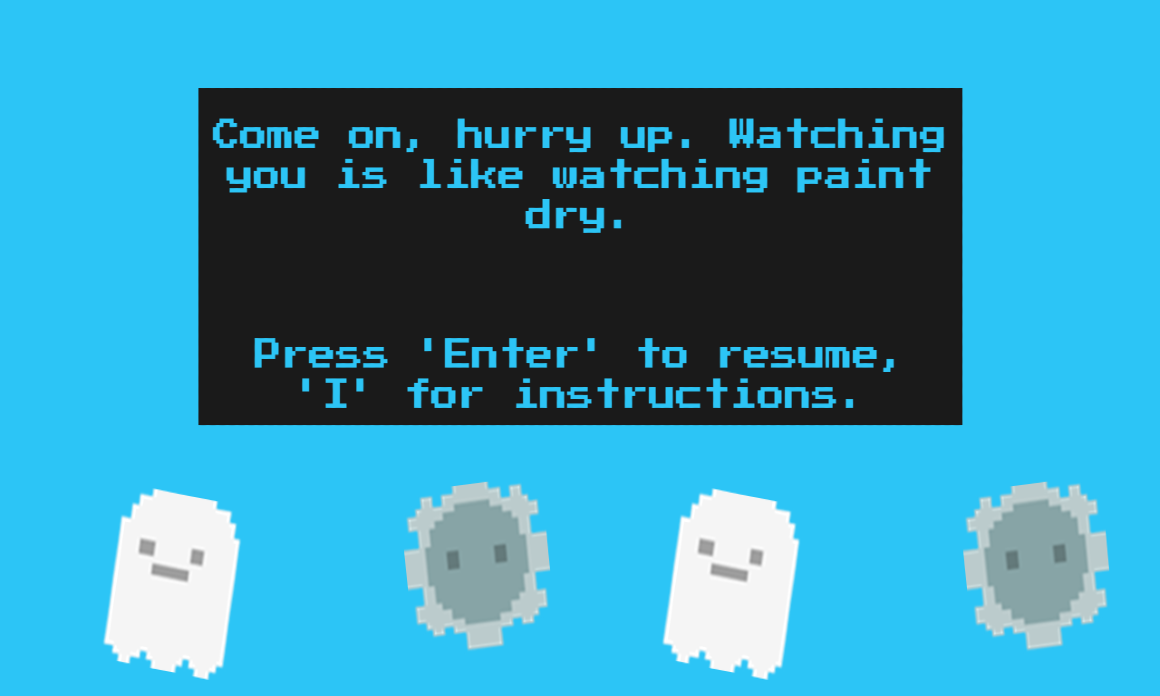 Come on, hurry up. Watching
you is like watching paint
dry.
Press 'Enter' to resume,
'I' for instructions.